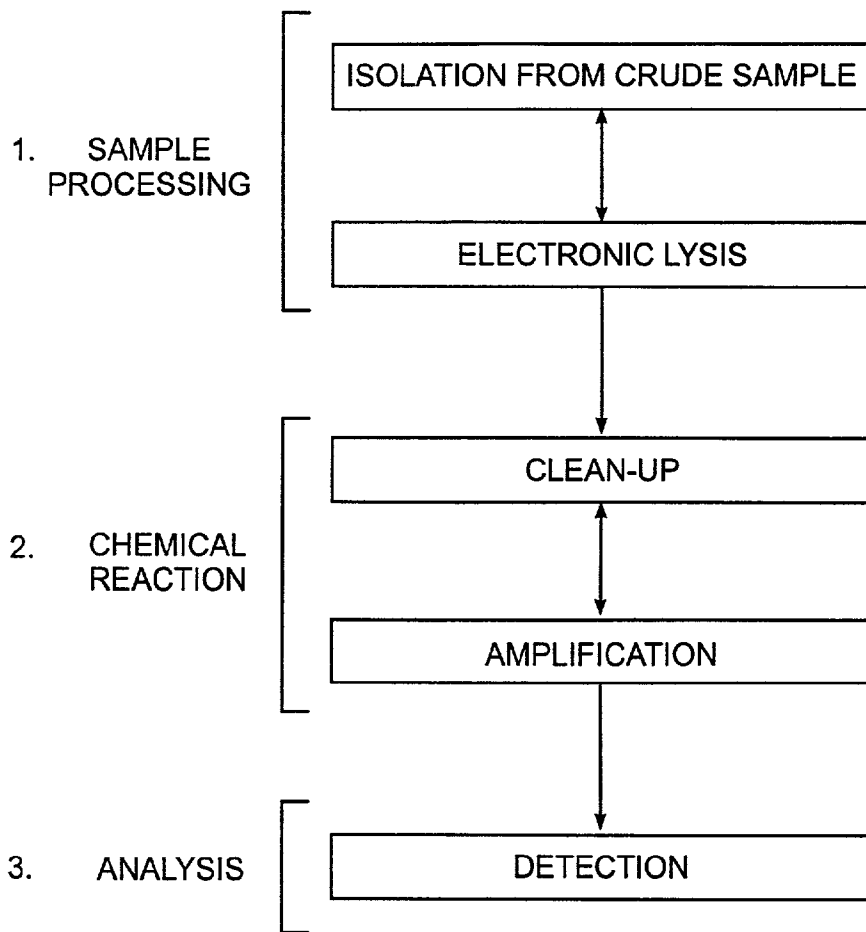 ISOLATION FROM CRUDE SAMPLE
1. SAMPLE
PROCESSING
ELECTRONIC LYSIS
CLEAN-UP
2. CHEMICAL
REACTION
AMPLIFICATION
3. ANALYSIS
DETECTION